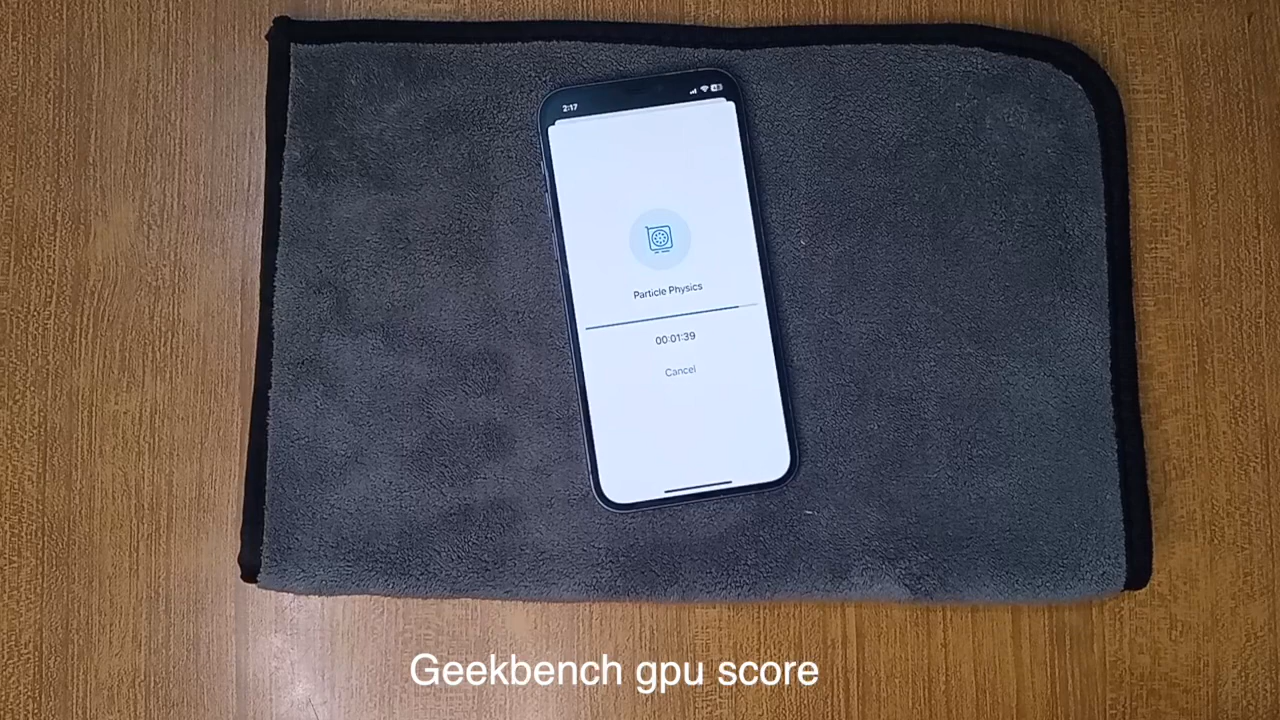 2:17
Particle Physics
00:01:39
Cancel
Geekbench gpu score